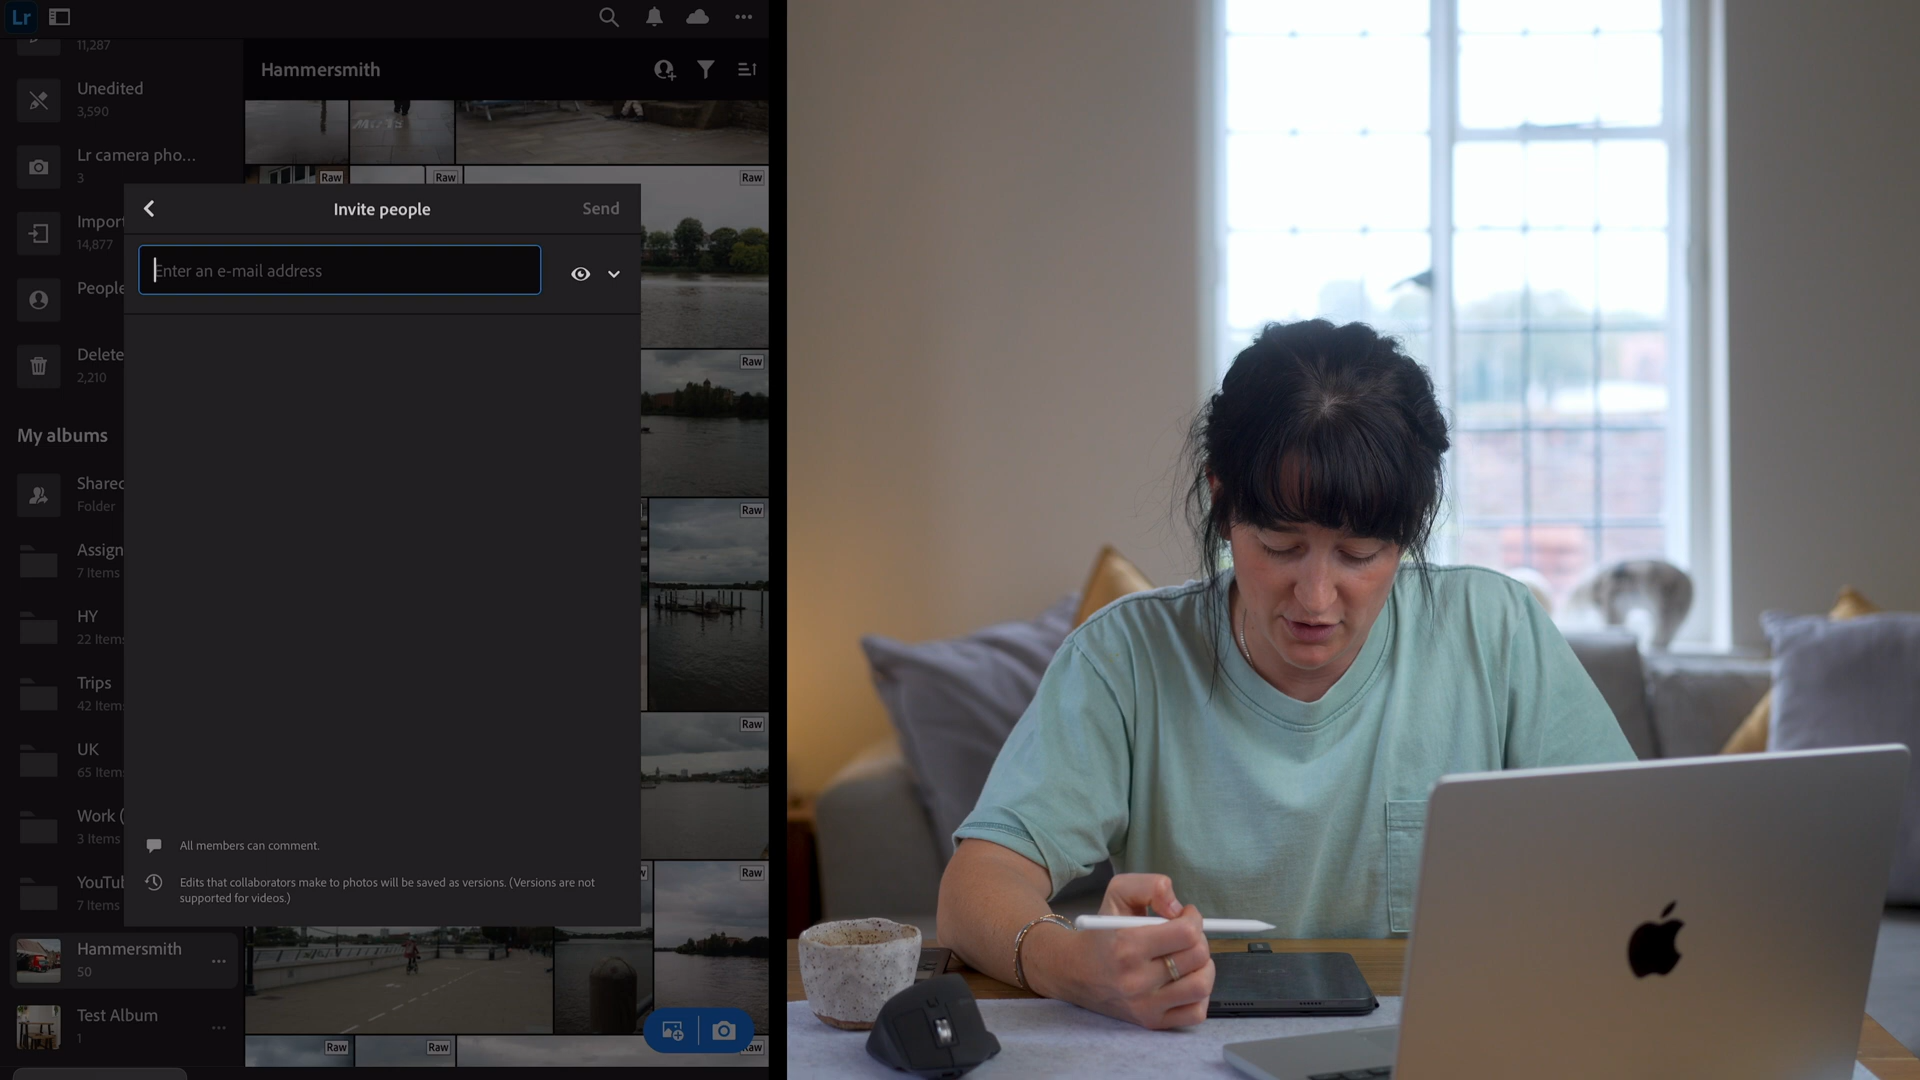 Lr
11,287
Hammersmith
Unedited
3,590
Lr camera pho...
3
Raw
Raw
Raw
Import
14,877
Invite people
Send
Enter an e-mail address
People
Delete
2,210
Raw
My albums
Shared
Folder
Raw
Assign
7 Items
HY
22 Items
Trips
42 Items
Raw
UK
65 Items
Work (
3 Items
All members can comment.
Raw
YouTub
7 Items
Edits that collaborators make to photos will be saved as versions. (Versions are not
supported for videos.)
Hammersmith
50
Test Album
1
Raw
Raw